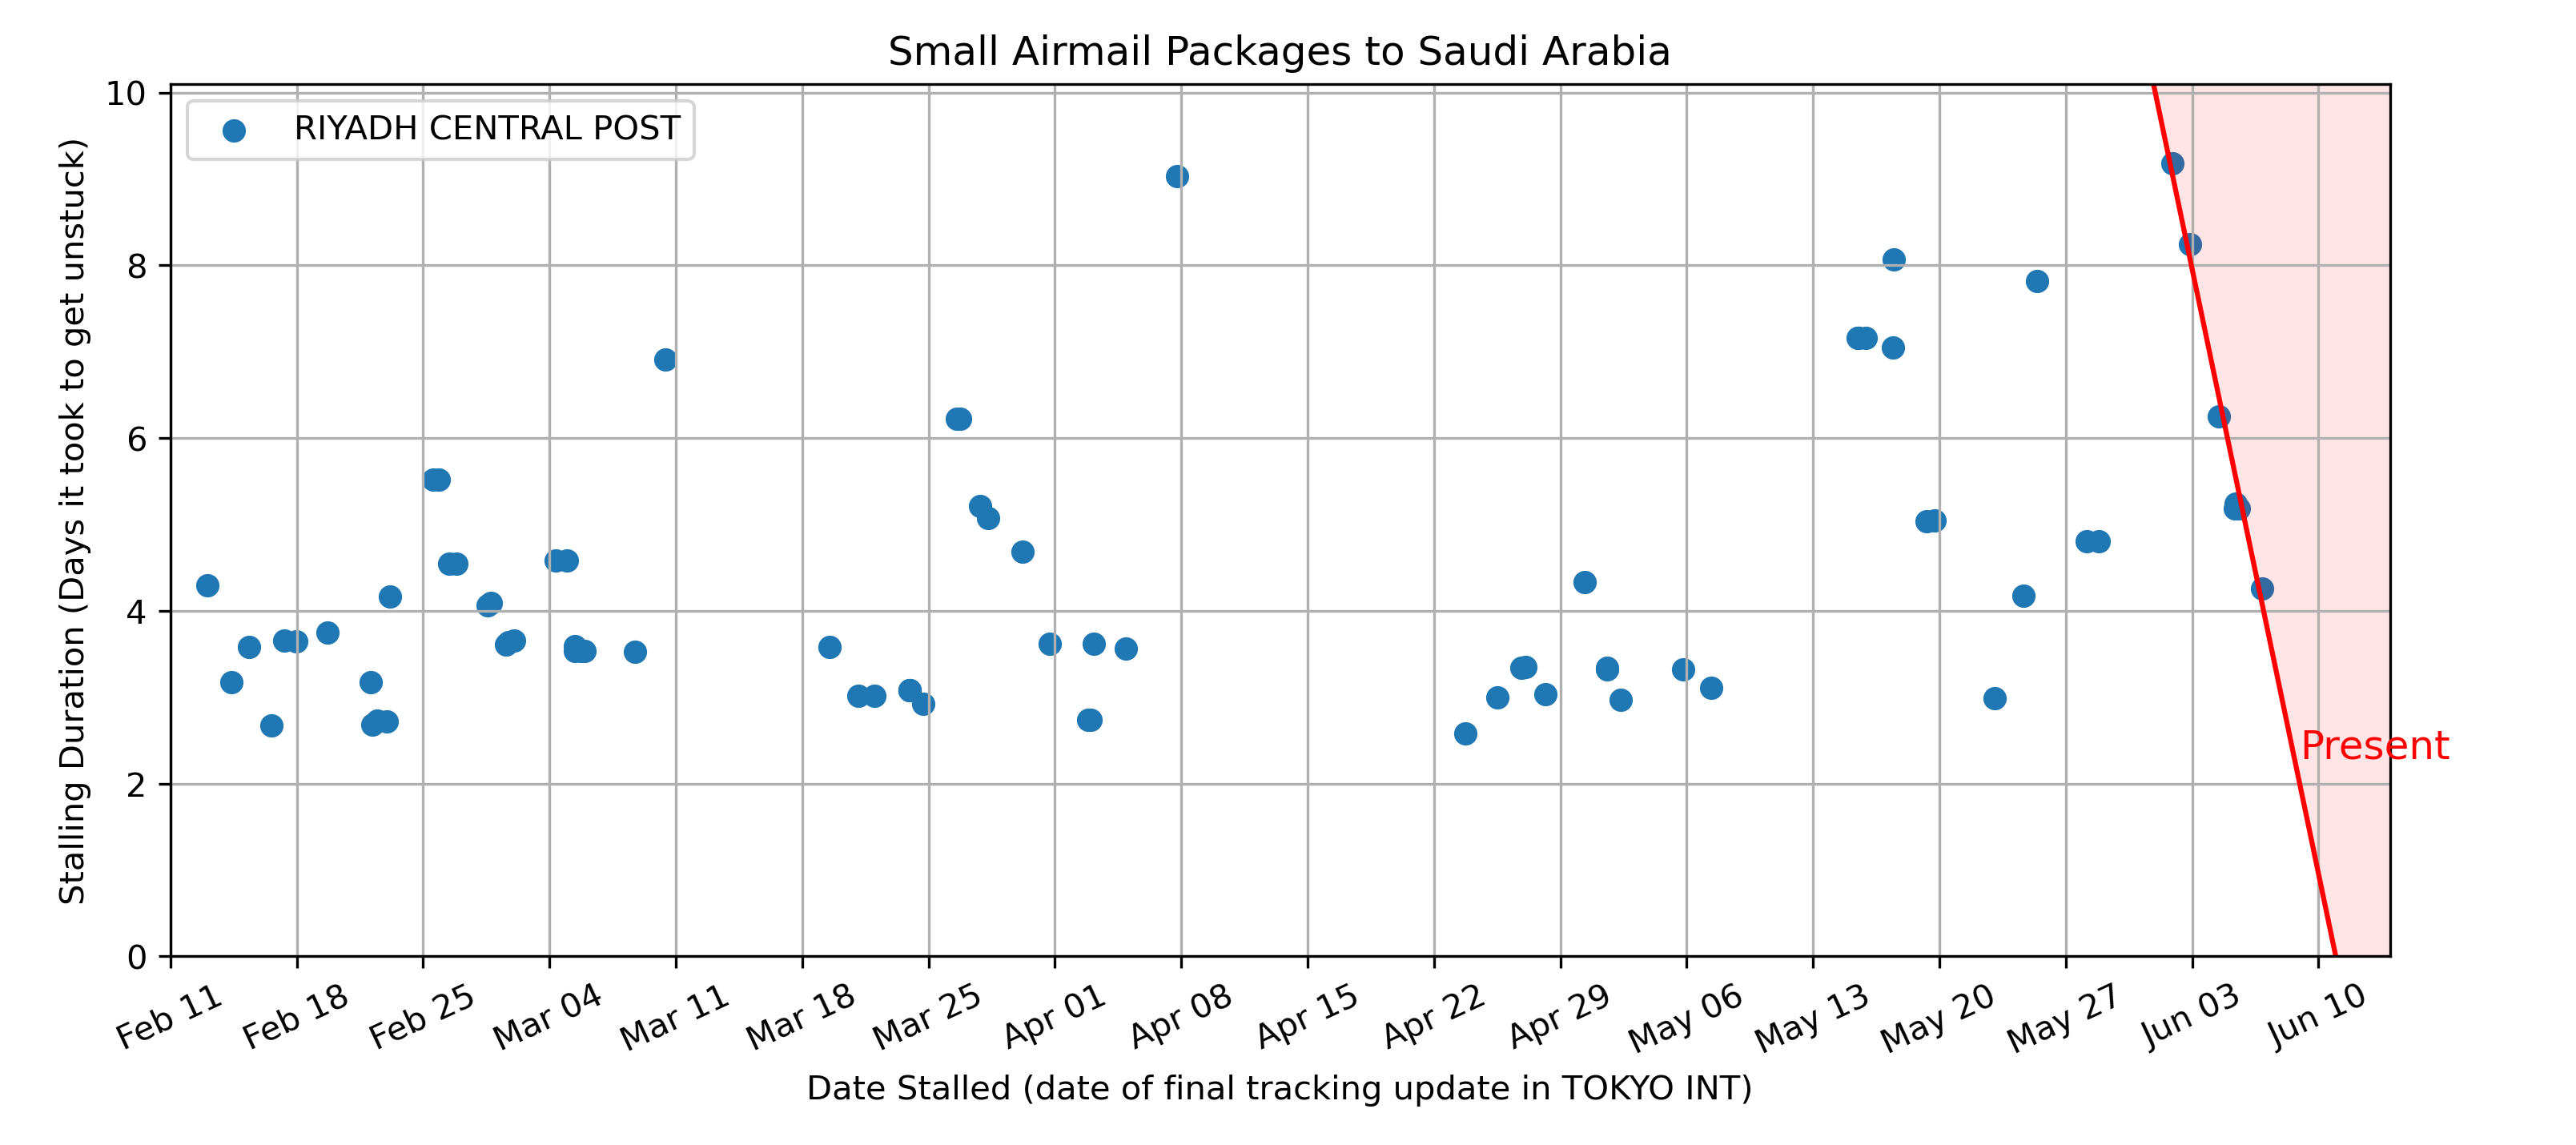 Small Airmail Packages to Saudi Arabia
RIYADH CENTRAL POST
Stalling Duration (Days it took to get unstuck)
10
8
6
4
2
0
Present
Feb 11
Feb 18
Feb 25
Mar 04
Mar 11
Mar 18
Mar 25
Apr 01
Apr 08
Apr 15
Apr 22
Apr 29
May 06
May 13
May 20
May 27
Jun 03
Jun 10
Date Stalled (date of final tracking update in TOKYO INT)